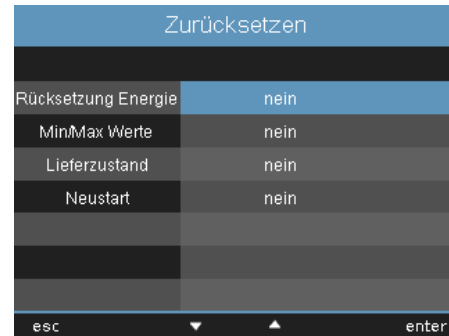 Zurücksetzen
Rücksetzung Energie nein
Min/Max Werte nein
Lieferzustand nein
Neustart nein
esc enter